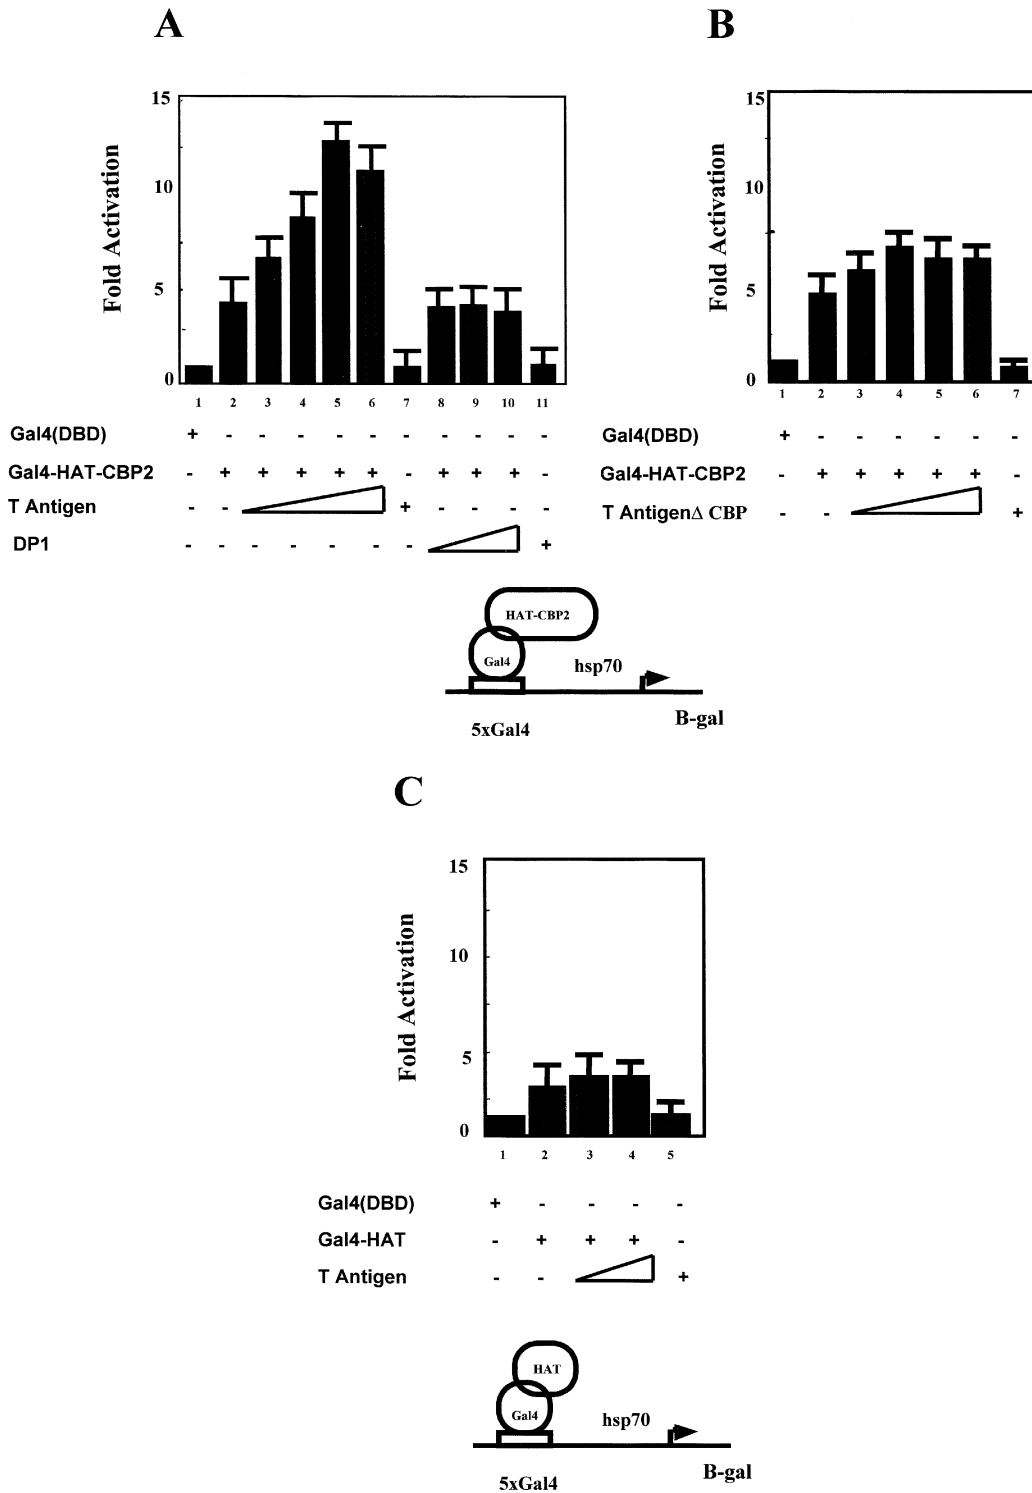 A
15
10
5
0
Fold Activation
1 2 3 4 5 6 7 8 9 10 11
Gal4(DBD) + - - - - - - - - - -
Gal4-HAT-CBP2 - + + + + + - + + + -
T Antigen - - + - - - -
DP1 - - - - - - - +
B
15
10
5
0
Fold Activation
1 2 3 4 5 6 7
Gal4(DBD) + - - - - - -
Gal4-HAT-CBP2 - + + + + + -
T Antigen∆ CBP - - +
HAT-CBP2
Gal4
hsp70
5xGal4
B-gal
C
15
10
5
0
Fold Activation
1 2 3 4 5
Gal4(DBD) + - - - -
Gal4-HAT - + + + -
T Antigen - - +
HAT
Gal4
hsp70
5xGal4
B-gal